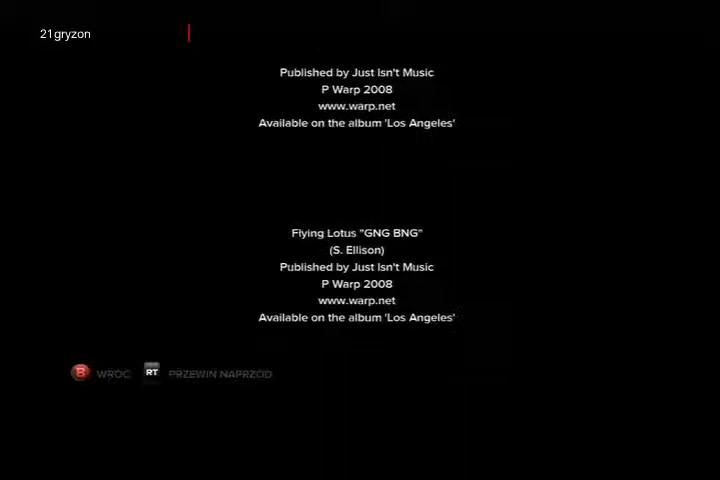 21gryzon
Published by Just Isn't Music
P Warp 2008
www.warp.net
Available on the album 'Los Angeles'
Flying Lotus "GNG BNG"
(S. Ellison)
Published by Just Isn't Music
P Warp 2008
www.warp.net
Available on the album 'Los Angeles'
B WRÓĆ RT PRZEWIŃ NAPRZÓD